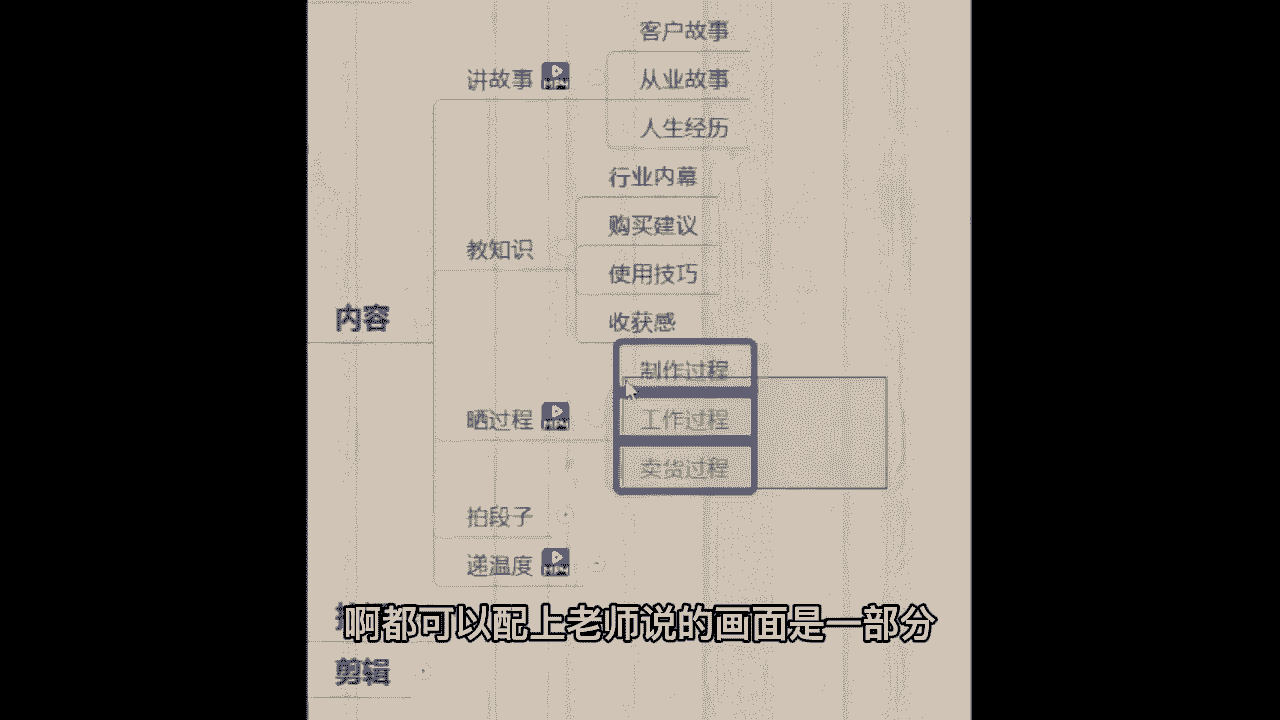 客户故事
讲故事
从业故事
人生经历
行业内幕
购买建议
教知识
使用技巧
内容
收获感
制作过程
晒过程
工作过程
卖货过程
拍段子
递温度
啊都可以配上老师说的画面是一部分
剪辑